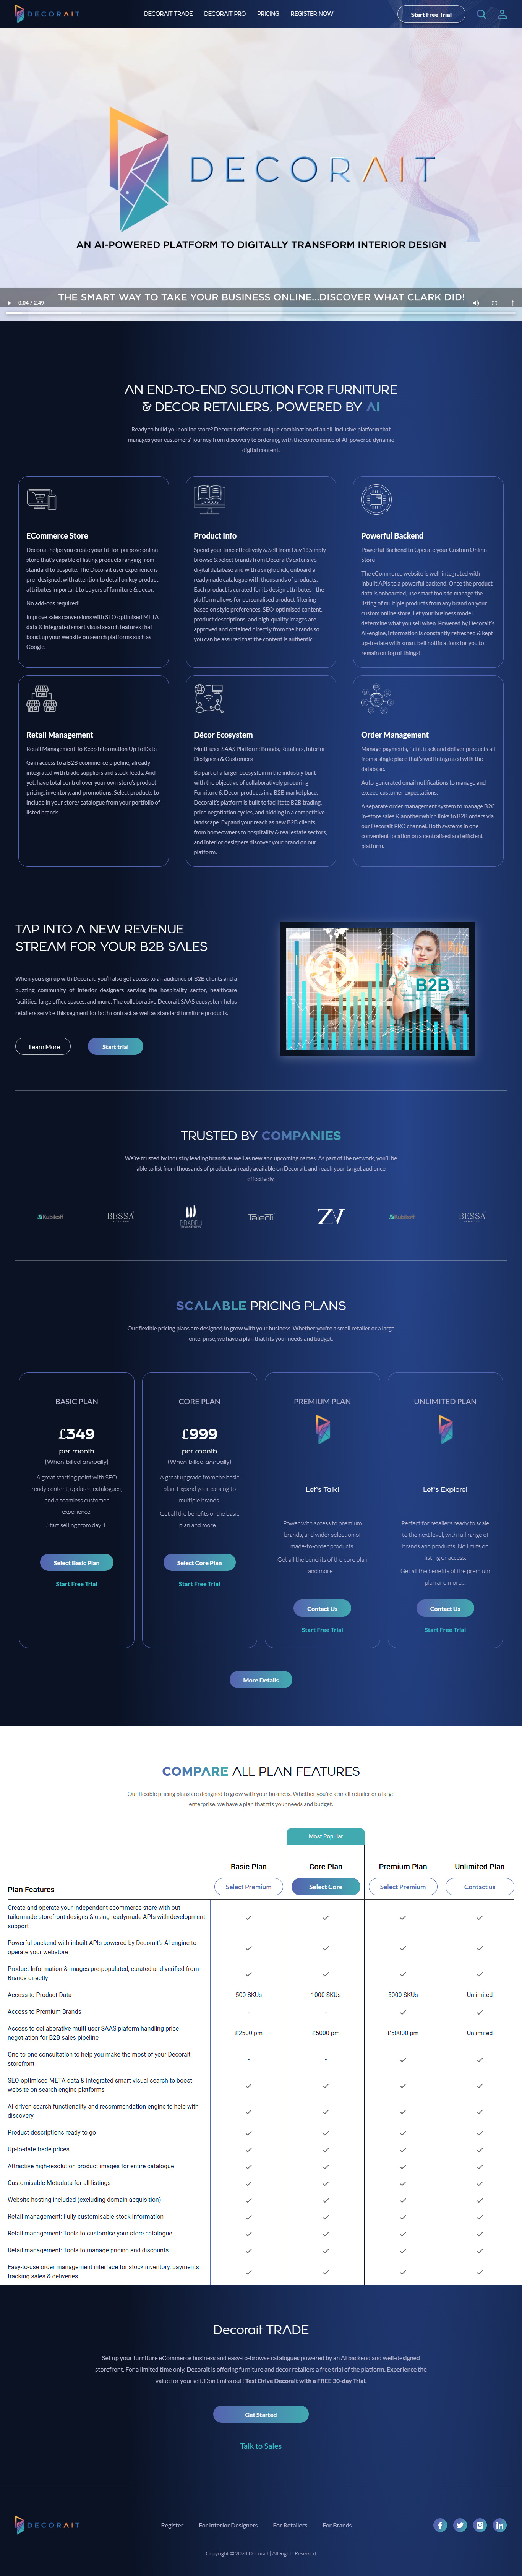 DECORAIT
DECORAIT TRADE
DECORAIT PRO
PRICING
REGISTER NOW
Start Free Trial
DECORAIT
AN AI-POWERED PLATFORM TO DIGITALLY TRANSFORM INTERIOR DESIGN
THE SMART WAY TO TAKE YOUR BUSINESS ONLINE...DISCOVER WHAT CLARK DID!
0:04 / 2:49
AN END-TO-END SOLUTION FOR FURNITURE
& DECOR RETAILERS, POWERED BY AI
Ready to build your online store? Decorait offers the unique combination of an all-inclusive platform that
manages your customers' journey from discovery to ordering, with the convenience of AI-powered dynamic
digital content.
ECommerce Store
Decorait helps you create your fit-for-purpose online
store that's capable of listing products ranging from
standard to bespoke. The Decorait user experience is
pre- designed, with attention to detail on key product
attributes important to buyers of furniture & decor.
No add-ons required!
Improve sales conversions with SEO optimised META
data & integrated smart visual search features that
boost up your website on search platforms such as
Google.
Product Info
Spend your time effectively & Sell from Day 1! Simply
browse & select brands from Decorait's extensive
digital database and with a single click, onboard a
readymade catalogue with thousands of products.
Each product is curated for its design attributes - the
platform allows for personalised product filtering
based on style preferences. SEO-optimised content,
product descriptions, and high-quality images are
approved and obtained directly from the brands so
you can be assured that the content is authentic.
Powerful Backend
Powerful Backend to Operate your Custom Online
Store
The eCommerce website is well-integrated with
inbuilt APIs to a powerful backend. Once the product
data is onboarded, use smart tools to manage the
listing of multiple products from any brand on your
custom online store. Let your business model
determine what you sell when. Powered by Decorait's
AI-engine, Information is constantly refreshed & kept
up-to-date with smart bell notifications for you to
remain on top of things!.
Retail Management
Retail Management To Keep Information Up To Date
Gain access to a B2B ecommerce pipeline, already
integrated with trade suppliers and stock feeds. And
yet, have total control over your own store's product
pricing, inventory, and promotions. Select products to
include in your store/ catalogue from your portfolio of
listed brands.
Décor Ecosystem
Multi-user SAAS Platform: Brands, Retailers, Interior
Designers & Customers
Be part of a larger ecosystem in the industry built
with the objective of collaboratively procuring
Furniture & Decor products in a B2B marketplace.
Decorait's platform is built to facilitate B2B trading,
price negotiation cycles, and bidding in a competitive
landscape. Expand your reach as new B2B clients
from homeowners to hospitality & real estate sectors,
and interior designers discover your brand on our
platform.
Order Management
Manage payments, fulfil, track and deliver products all
from a single place that's well integrated with the
database.
Auto-generated email notifications to manage and
exceed customer expectations.
A separate order management system to manage B2C
in-store sales & another which links to B2B orders via
our Decorait PRO channel. Both systems in one
convenient location on a centralised and efficient
platform.
TAP INTO A NEW REVENUE
STREAM FOR YOUR B2B SALES
When you sign up with Decorait, you'll also get access to an audience of B2B clients and a
buzzing community of interior designers serving the hospitality sector, healthcare
facilities, large office spaces, and more. The collaborative Decorait SAAS ecosystem helps
retailers service this segment for both contract as well as standard furniture products.
Learn More
Start trial
B2B
TRUSTED BY COMPANIES
We're trusted by industry leading brands as well as new and upcoming names. As part of the network, you'll be
able to list from thousands of products already available on Decorait, and reach your target audience
effectively.
Kubikoff
BESSA
BRABBU
Talenti
ZV
Kubikoff
BESSA
SCALABLE PRICING PLANS
Our flexible pricing plans are designed to grow with your business. Whether you're a small retailer or a large
enterprise, we have a plan that fits your needs and budget.
BASIC PLAN
£349
per month
(When billed annually)
A great starting point with SEO
ready content, updated catalogues,
and a seamless customer
experience.
Start selling from day 1.
Select Basic Plan
Start Free Trial
CORE PLAN
£999
per month
(When billed annually)
A great upgrade from the basic
plan. Expand your catalog to
multiple brands.
Get all the benefits of the basic
plan and more...
Select Core Plan
Start Free Trial
PREMIUM PLAN
Let's Talk!
Power with access to premium
brands, and wider selection of
made-to-order products.
Get all the benefits of the core plan
and more...
Contact Us
Start Free Trial
UNLIMITED PLAN
Let's Explore!
Perfect for retailers ready to scale
to the next level, with full range of
brands and products. No limits on
listing or access.
Get all the benefits of the premium
plan and more...
Contact Us
Start Free Trial
More Details
COMPARE ALL PLAN FEATURES
Our flexible pricing plans are designed to grow with your business. Whether you're a small retailer or a large
enterprise, we have a plan that fits your needs and budget.
Most Popular
Plan Features
Basic Plan
Core Plan
Premium Plan
Unlimited Plan
Select Premium
Select Core
Select Premium
Contact us
Create and operate your independent ecommerce store with out
tailormade storefront designs & using readymade APIs with development
support
Powerful backend with inbuilt APIs powered by Decorait's AI engine to
operate your webstore
Product Information & images pre-populated, curated and verified from
Brands directly
Access to Product Data 500 SKUs 1000 SKUs 5000 SKUs Unlimited
Access to Premium Brands - -
Access to collaborative multi-user SAAS plaform handling price
negotiation for B2B sales pipeline £2500 pm £5000 pm £50000 pm Unlimited
One-to-one consultation to help you make the most of your Decorait
storefront - -
SEO-optimised META data & integrated smart visual search to boost
website on search engine platforms
AI-driven search functionality and recommendation engine to help with
discovery
Product descriptions ready to go
Up-to-date trade prices
Attractive high-resolution product images for entire catalogue
Customisable Metadata for all listings
Website hosting included (excluding domain acquisition)
Retail management: Fully customisable stock information
Retail management: Tools to customise your store catalogue
Retail management: Tools to manage pricing and discounts
Easy-to-use order management interface for stock inventory, payments
tracking sales & deliveries
Decorait TRADE
Set up your furniture eCommerce business and easy-to-browse catalogues powered by an AI backend and well-designed
storefront. For a limited time only, Decorait is offering furniture and decor retailers a free trial of the platform. Experience the
value for yourself. Don't miss out! Test Drive Decorait with a FREE 30-day Trial.
Get Started
Talk to Sales
DECORAIT
Register
For Interior Designers
For Retailers
For Brands
Copyright © 2024 Decorait | All Rights Reserved